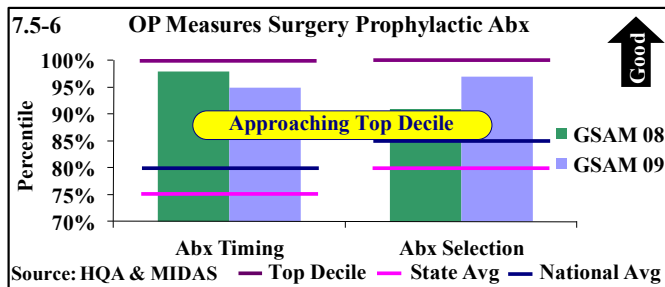 7.5-6 OP Measures Surgery Prophylactic Abx
Good
100%
95%
90%
85%
80%
75%
70%
Percentile
Approaching Top Decile
GSAM 08
GSAM 09
Abx Timing Abx Selection
Source: HQA & MIDAS Top Decile State Avg National Avg